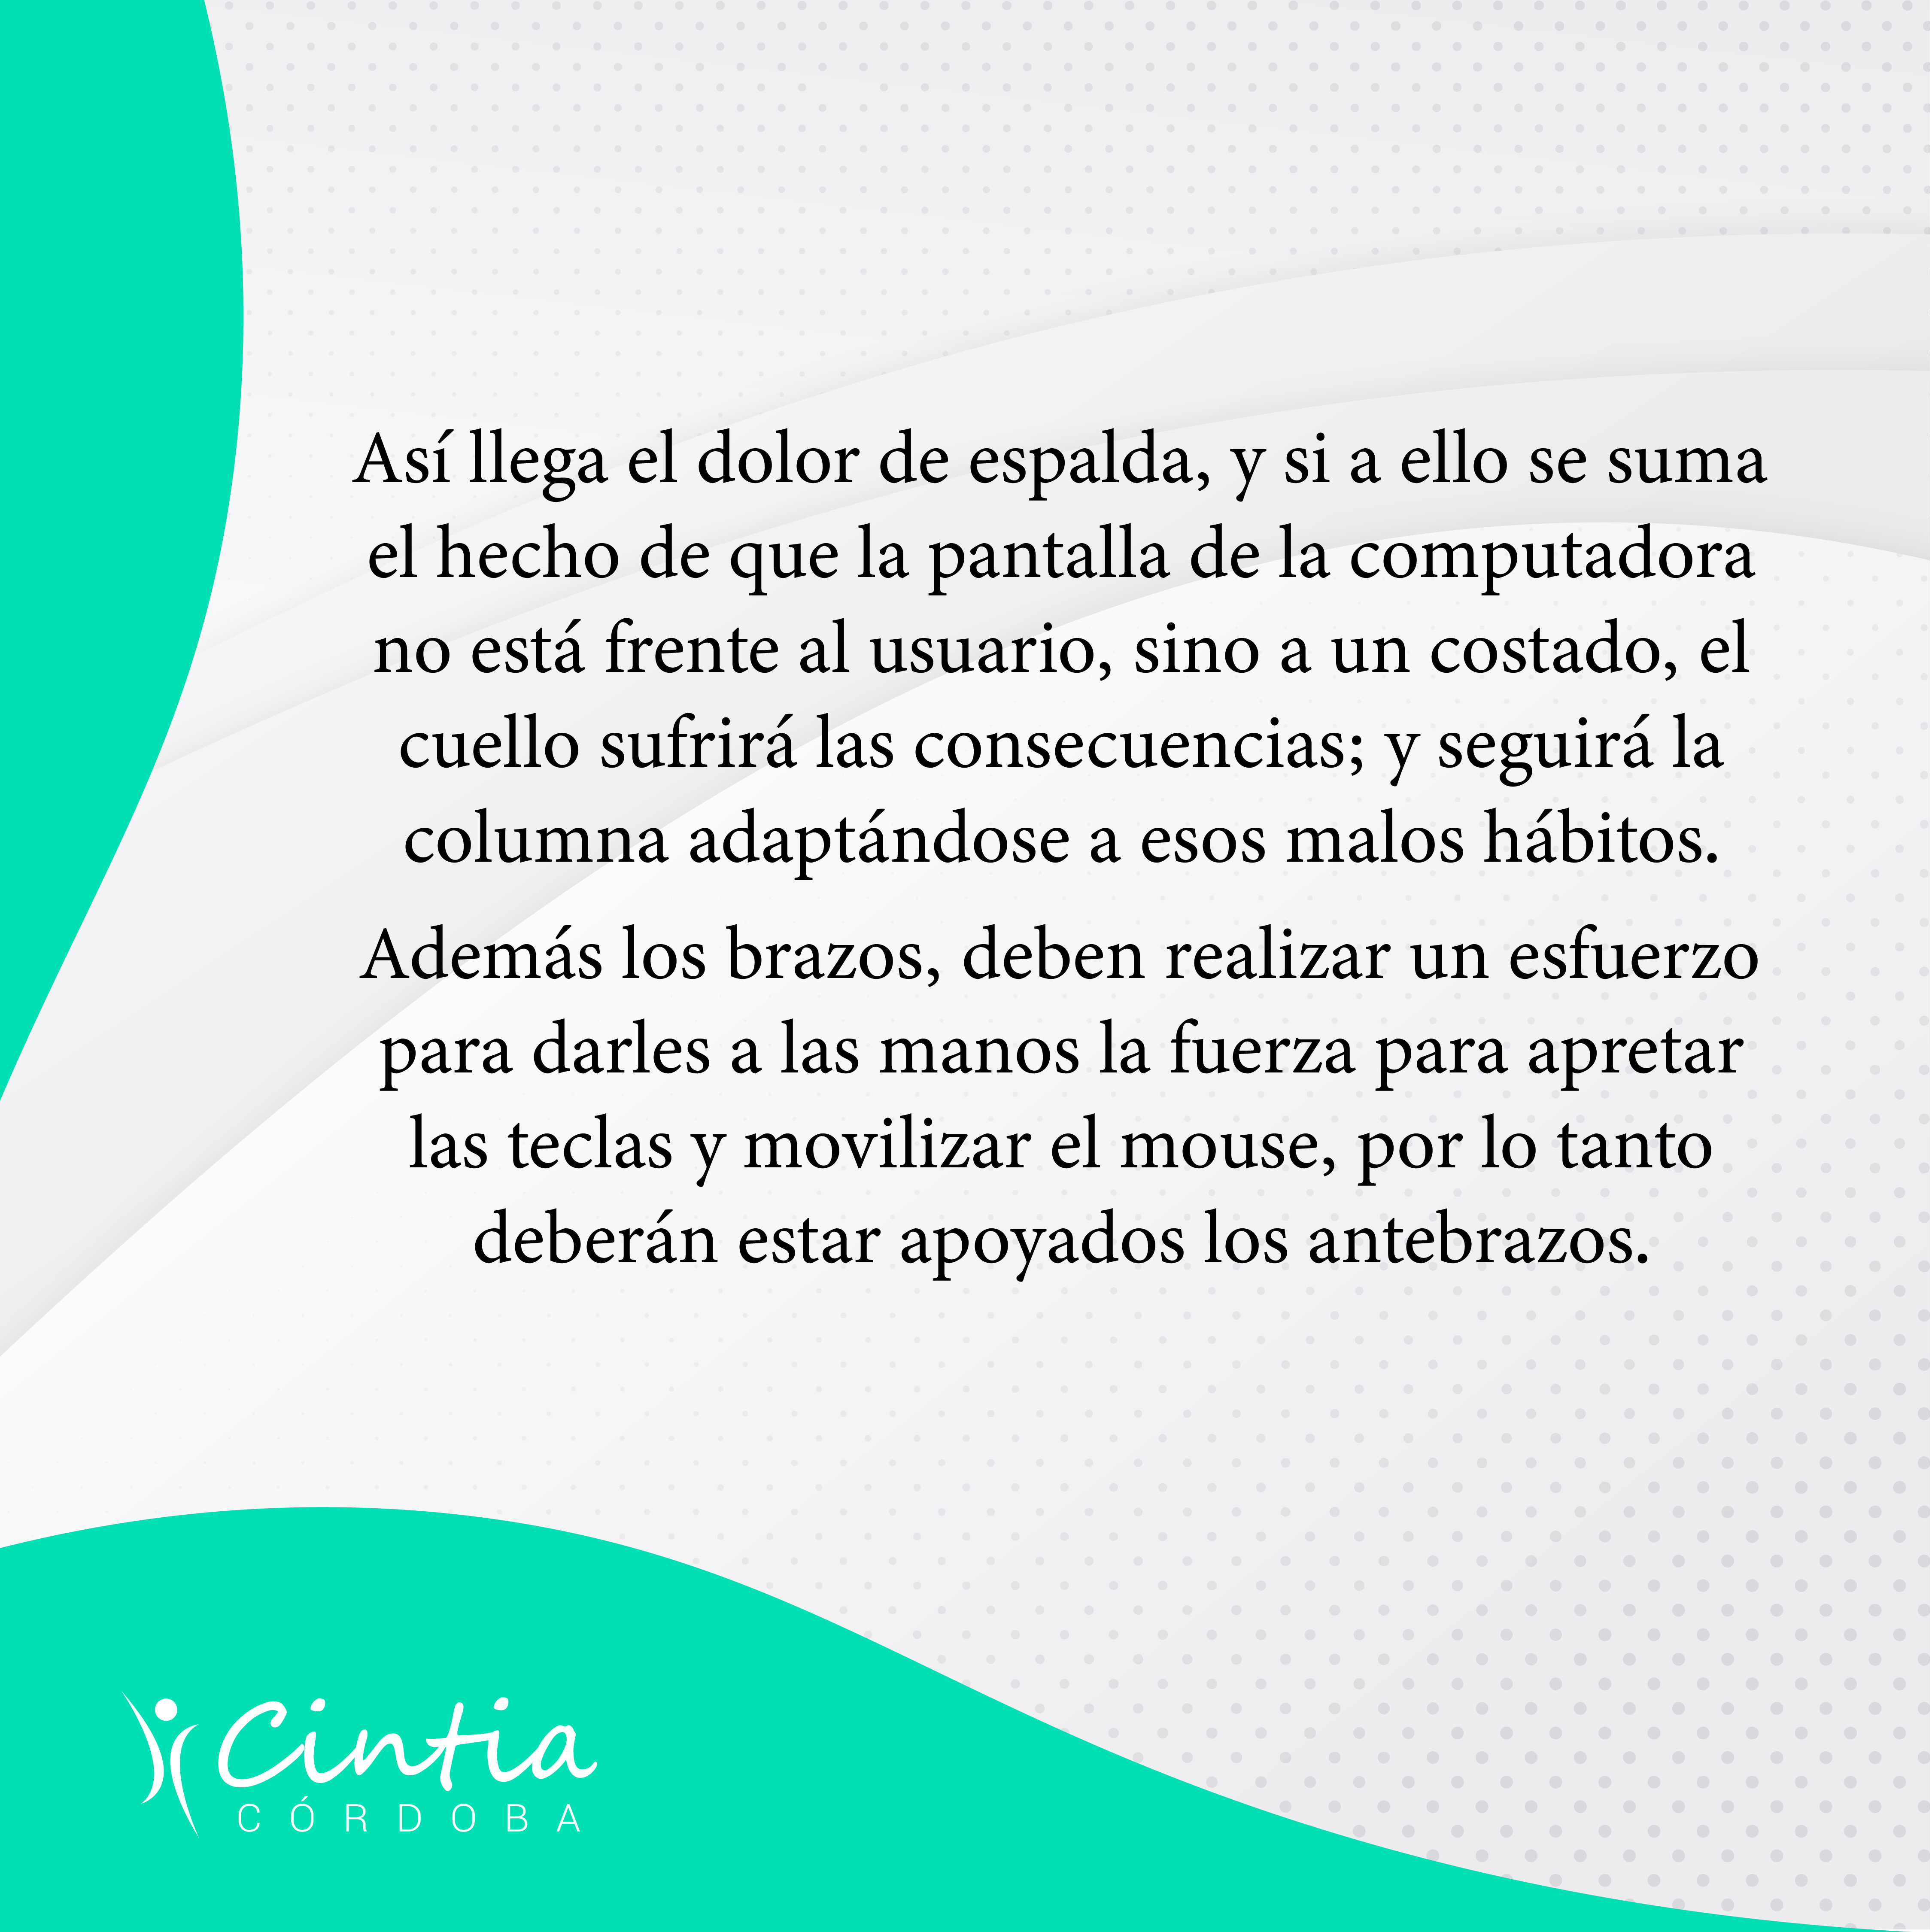 Así llega el dolor de espalda, y si a ello se suma
el hecho de que la pantalla de la computadora
no está frente al usuario, sino a un costado, el
cuello sufrirá las consecuencias; y seguirá la
columna adaptándose a esos malos hábitos.
Además los brazos, deben realizar un esfuerzo
para darles a las manos la fuerza para apretar
las teclas y movilizar el mouse, por lo tanto
deberán estar apoyados los antebrazos.
Cintia
CÓRDOBA